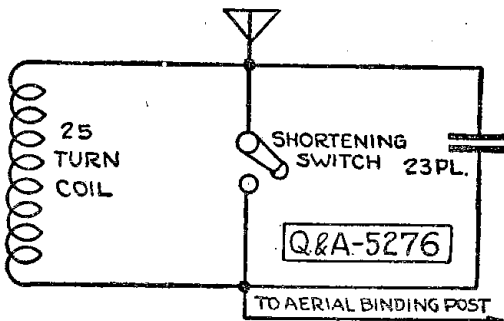 25
TURN
COIL
SHORTENING
SWITCH
23PL.
Q&A-5276
TO AERIAL BINDING POST